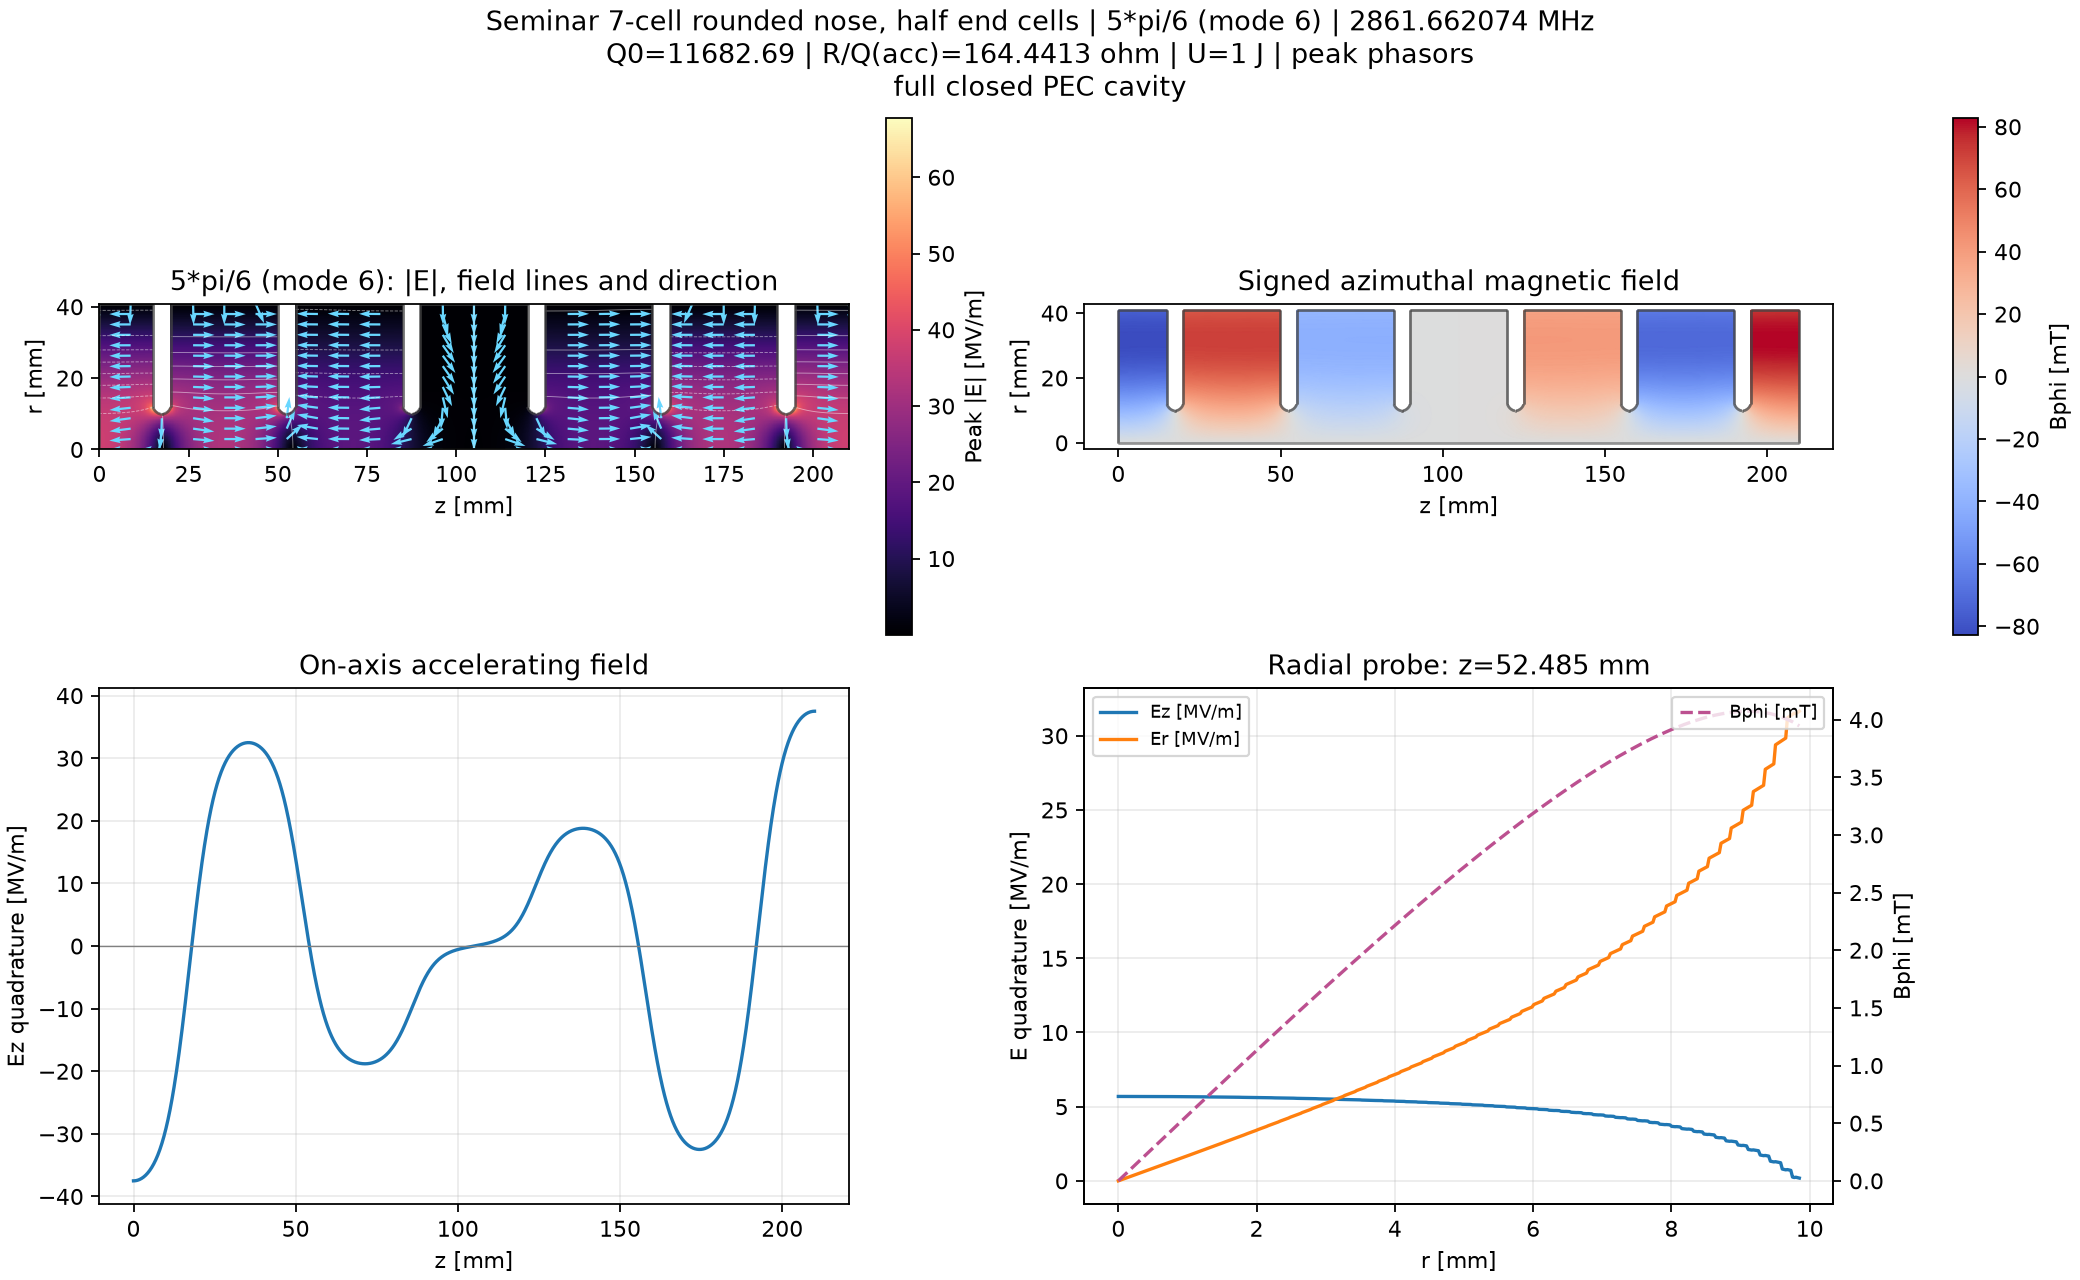 Seminar 7-cell rounded nose, half end cells | 5*pi/6 (mode 6) | 2861.662074 MHz
Q0=11682.69 | R/Q(acc)=164.4413 ohm | U=1 J | peak phasors
full closed PEC cavity
5*pi/6 (mode 6): |E|, field lines and direction
40
20
0
r [mm]
0 25 50 75 100 125 150 175 200
z [mm]
60
50
40
30
20
10
Peak |E| [MV/m]
Signed azimuthal magnetic field
40
20
0
r [mm]
0 50 100 150 200
z [mm]
80
60
40
20
0
−20
−40
−60
−80
Bphi [mT]
On-axis accelerating field
40
30
20
10
0
−10
−20
−30
−40
Ez quadrature [MV/m]
0 50 100 150 200
z [mm]
Radial probe: z=52.485 mm
Ez [MV/m]
Er [MV/m]
Bphi [mT]
30
25
20
15
10
5
0
E quadrature [MV/m]
4.0
3.5
3.0
2.5
2.0
1.5
1.0
0.5
0.0
Bphi [mT]
0 2 4 6 8 10
r [mm]